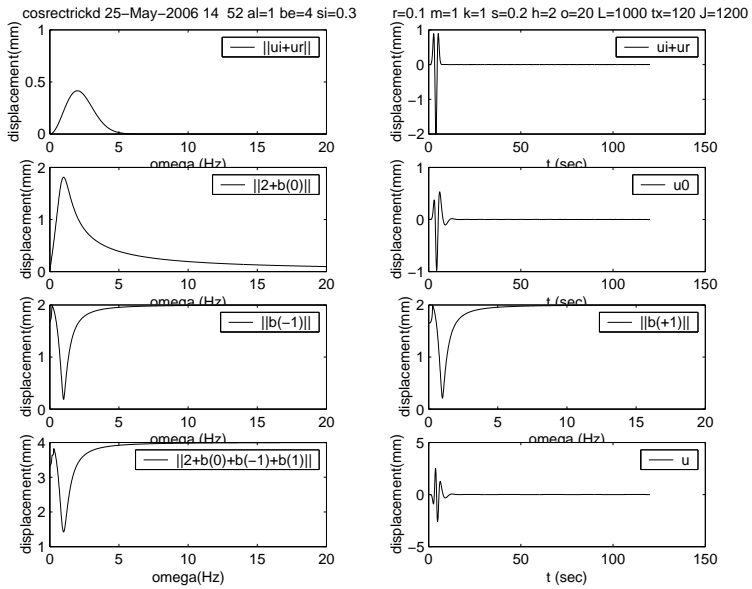 cosrectrickd 25-May-2006 14 52 al=1 be=4 si=0.3
r=0.1 m=1 k=1 s=0.2 h=2 o=20 L=1000 tx=120 J=1200
displacement(mm)
1
0.5
0
0 5 10 15 20
omega (Hz)
||ui+ur||
displacement(mm)
1
0
−1
−2
0 50 100 150
t (sec)
ui+ur
displacement(mm)
2
1
0
0 5 10 15 20
omega (Hz)
||2+b(0)||
displacement(mm)
1
0
−1
0 50 100 150
t (sec)
u0
displacement(mm)
2
1
0
0 5 10 15 20
omega (Hz)
||b(−1)||
displacement(mm)
2
1
0
0 5 10 15 20
omega (Hz)
||b(+1)||
displacement(mm)
4
3
2
1
0 5 10 15 20
omega(Hz)
||2+b(0)+b(−1)+b(1)||
displacement(mm)
5
0
−5
0 50 100 150
t (sec)
u